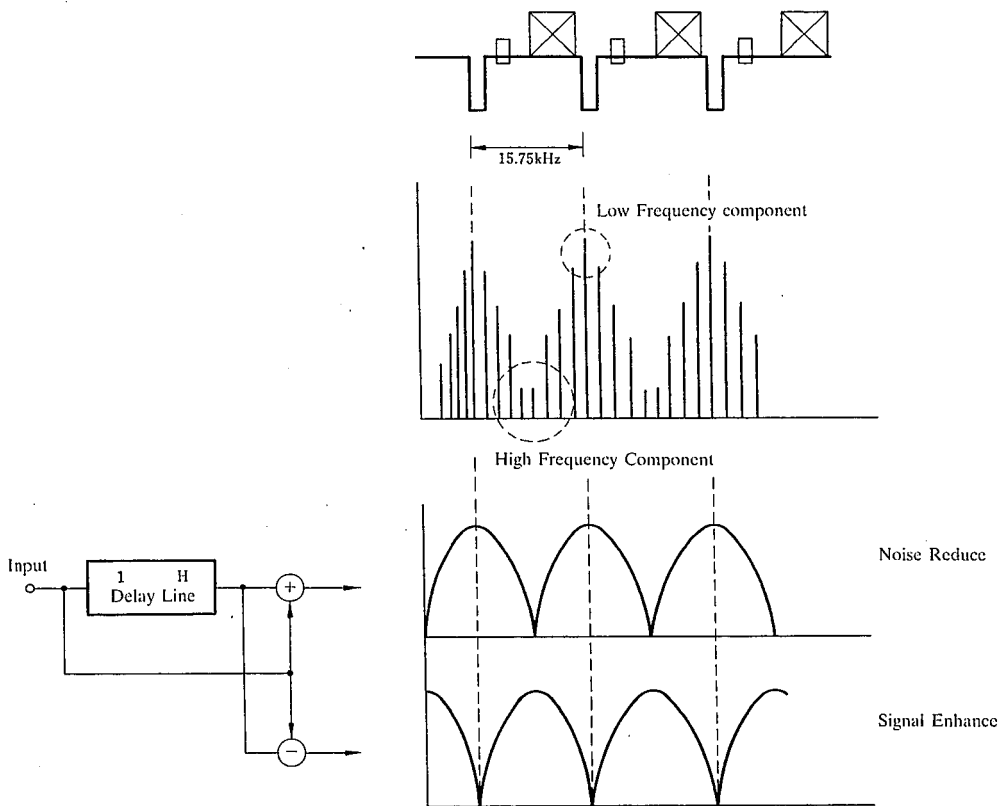 15.75kHz
Low Frequency component
High Frequency Component
Noise Reduce
Input
1 H
Delay Line
+
Signal Enhance
−